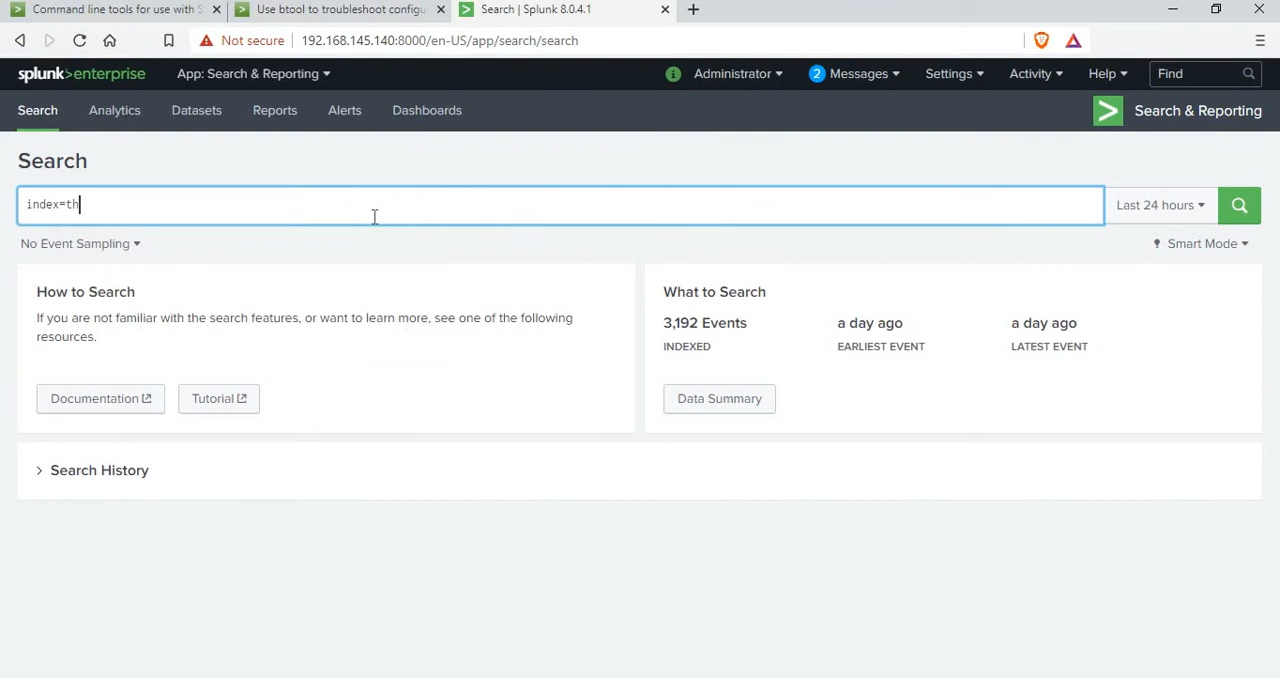 Command line tools for use with S
Use btool to troubleshoot configu
Search | Splunk 8.0.4.1
Not secure
192.168.145.140:8000/en-US/app/search/search
splunk>enterprise
App: Search & Reporting
i
Administrator
2 Messages
Settings
Activity
Help
Find
Search
Analytics
Datasets
Reports
Alerts
Dashboards
Search & Reporting
Search
index=th
Last 24 hours
No Event Sampling
Smart Mode
How to Search
If you are not familiar with the search features, or want to learn more, see one of the following
resources.
Documentation
Tutorial
What to Search
3,192 Events
INDEXED
a day ago
EARLIEST EVENT
a day ago
LATEST EVENT
Data Summary
Search History